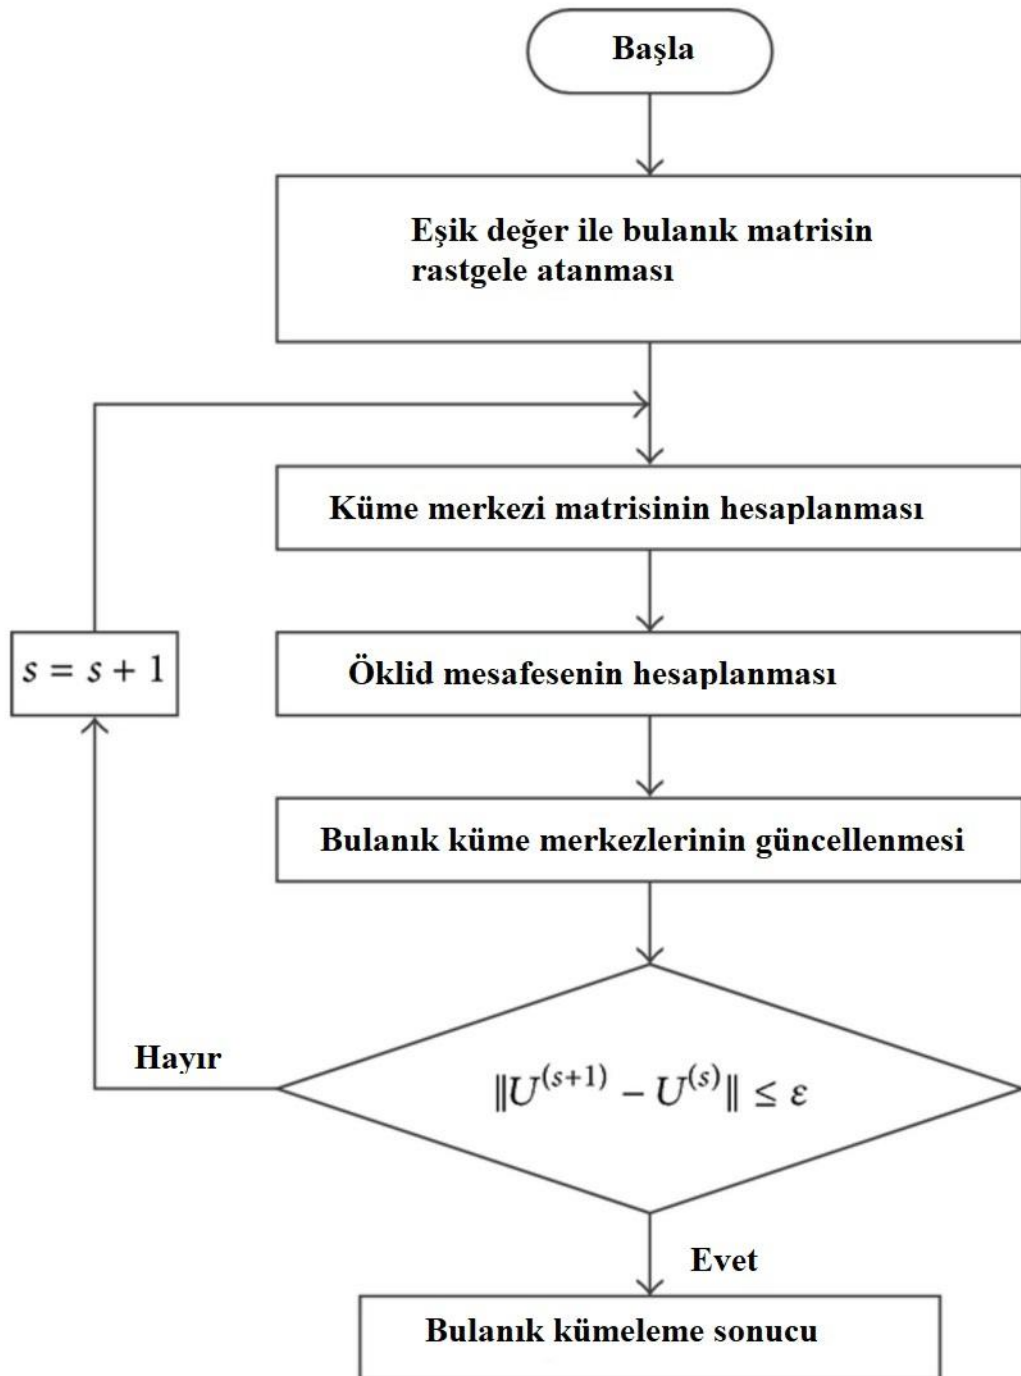 Başla
Eşik değer ile bulanık matrisin
rastgele atanması
Küme merkezi matrisinin hesaplanması
s = s + 1
Öklid mesafesenin hesaplanması
Bulanık küme merkezlerinin güncellenmesi
Hayır
‖U^(s+1) − U^(s)‖ ≤ ε
Evet
Bulanık kümeleme sonucu